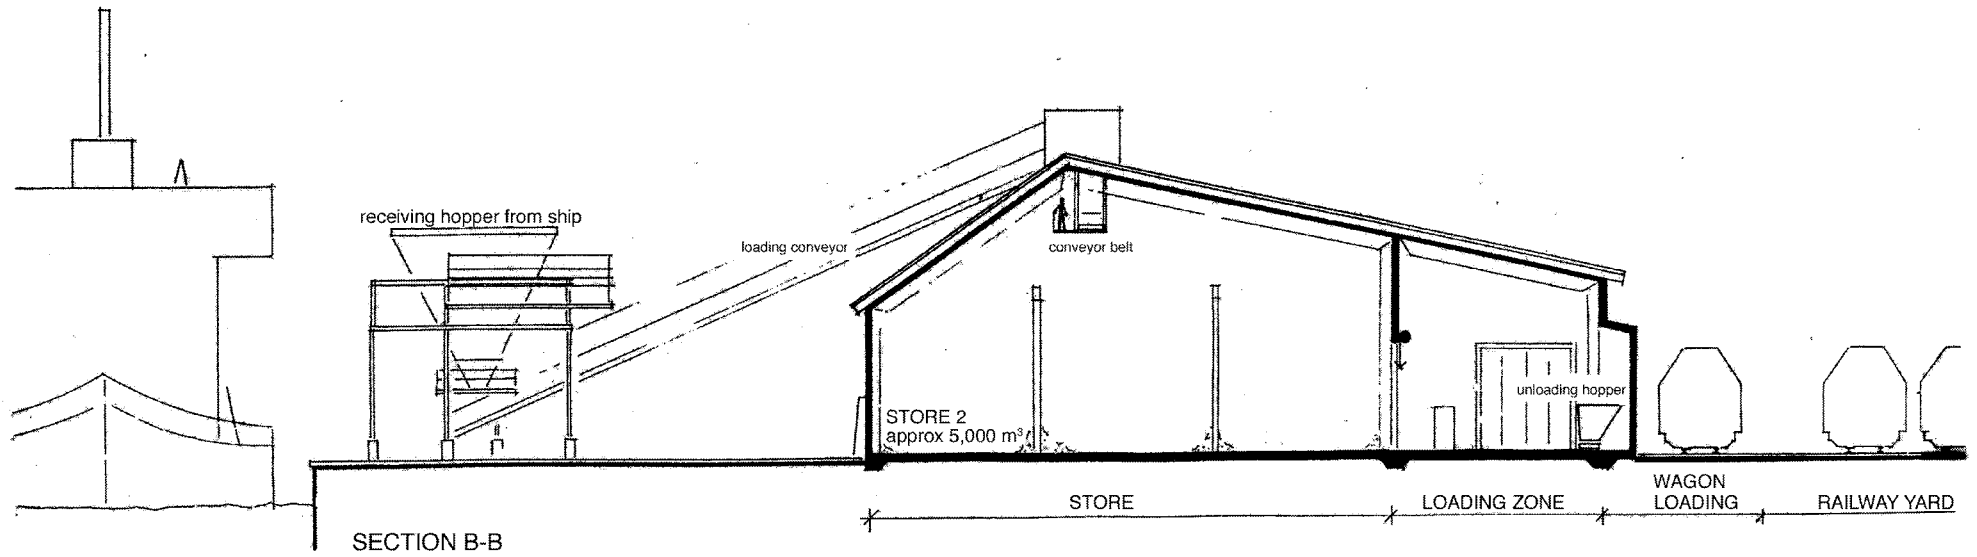 receiving hopper from ship
loading conveyor
conveyor belt
unloading hopper
STORE 2
approx 5,000 m³
WAGON
LOADING
STORE
LOADING ZONE
RAILWAY YARD
SECTION B-B